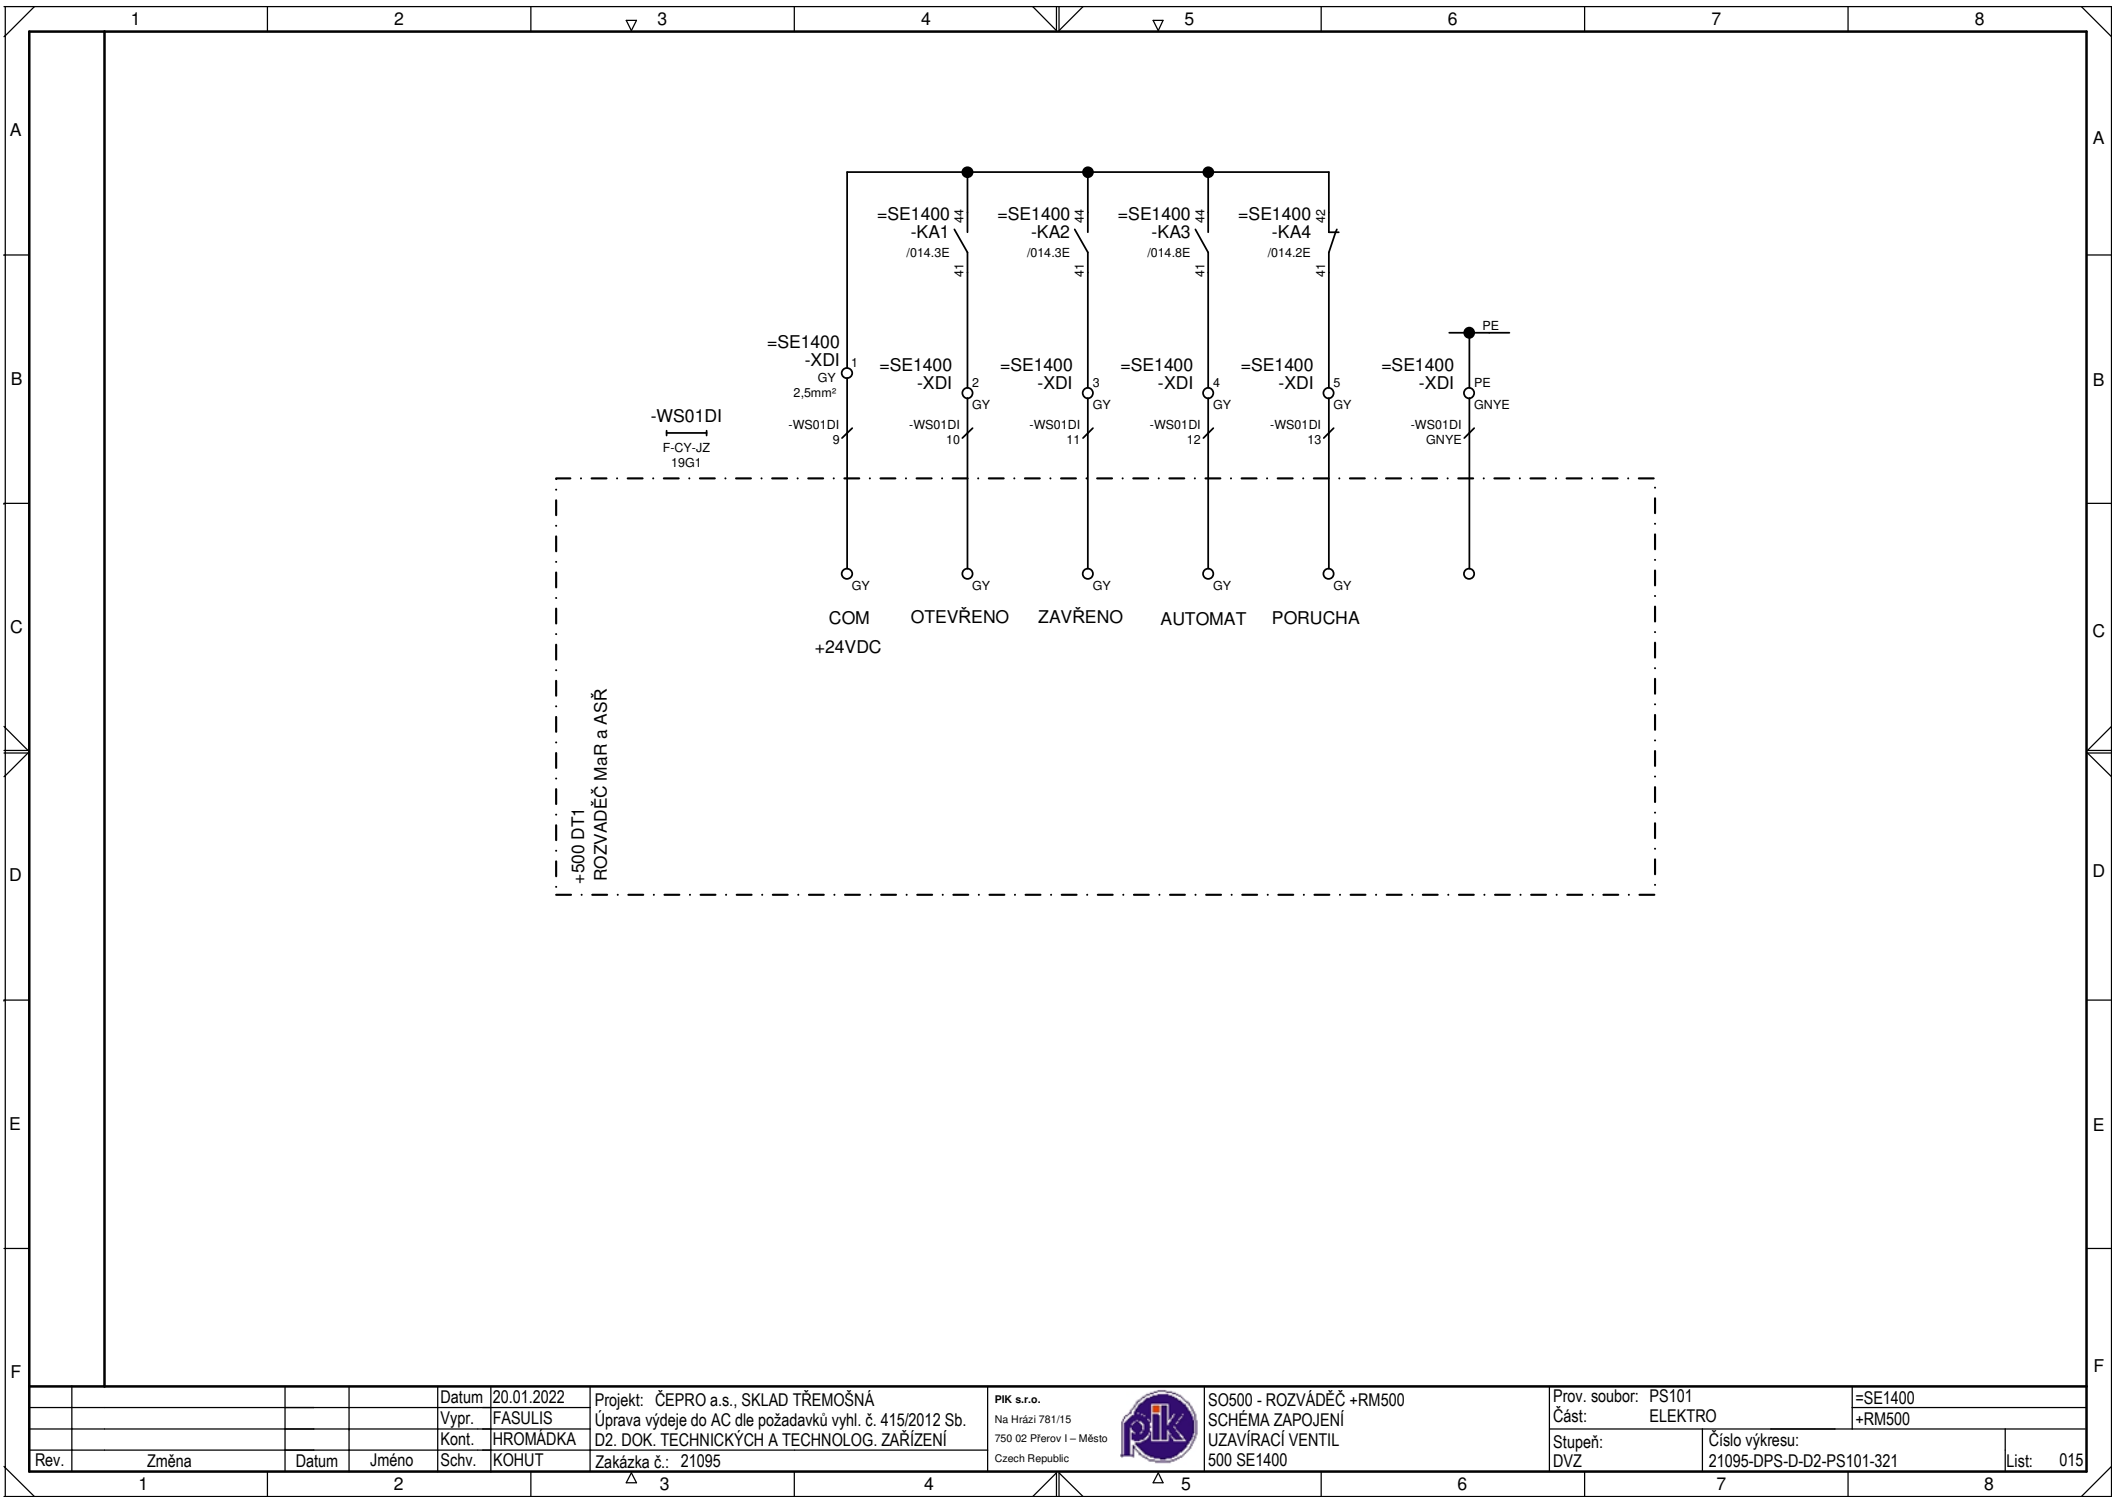 1 2 3 4 5 6 7 8
A A
B B
C C
D D
E E
F F
=SE1400 44 =SE1400 44 =SE1400 44 =SE1400 42
-KA1 -KA2 -KA3 -KA4
/014.3E /014.3E /014.8E /014.2E
41 41 41 41
PE
=SE1400
-XDI 1
GY
2,5mm²
=SE1400 =SE1400 =SE1400 =SE1400 =SE1400
-XDI 2 -XDI 3 -XDI 4 -XDI 5 -XDI PE
GY GY GY GY GNYE
-WS01DI
F-CY-JZ
19G1
-WS01DI -WS01DI -WS01DI -WS01DI -WS01DI -WS01DI
9 10 11 12 13 GNYE
GY GY GY GY GY
COM OTEVŘENO ZAVŘENO AUTOMAT PORUCHA
+24VDC
+500 DT1
ROZVADĚČ MaR a ASŘ
Rev. Změna Datum Jméno
Datum 20.01.2022
Vypr. FASULIS
Kont. HROMÁDKA
Schv. KOHUT
Projekt: ČEPRO a.s., SKLAD TŘEMOŠNÁ
Úprava výdeje do AC dle požadavků vyhl. č. 415/2012 Sb.
D2. DOK. TECHNICKÝCH A TECHNOLOG. ZAŘÍZENÍ
Zakázka č.: 21095
PIK s.r.o.
Na Hrázi 781/15
750 02 Přerov I – Město
Czech Republic
pik
SO500 - ROZVÁDĚČ +RM500
SCHÉMA ZAPOJENÍ
UZAVÍRACÍ VENTIL
500 SE1400
Prov. soubor: PS101
Část: ELEKTRO
=SE1400
+RM500
Stupeň:
DVZ
Číslo výkresu:
21095-DPS-D-D2-PS101-321
List: 015
1 2 3 4 5 6 7 8